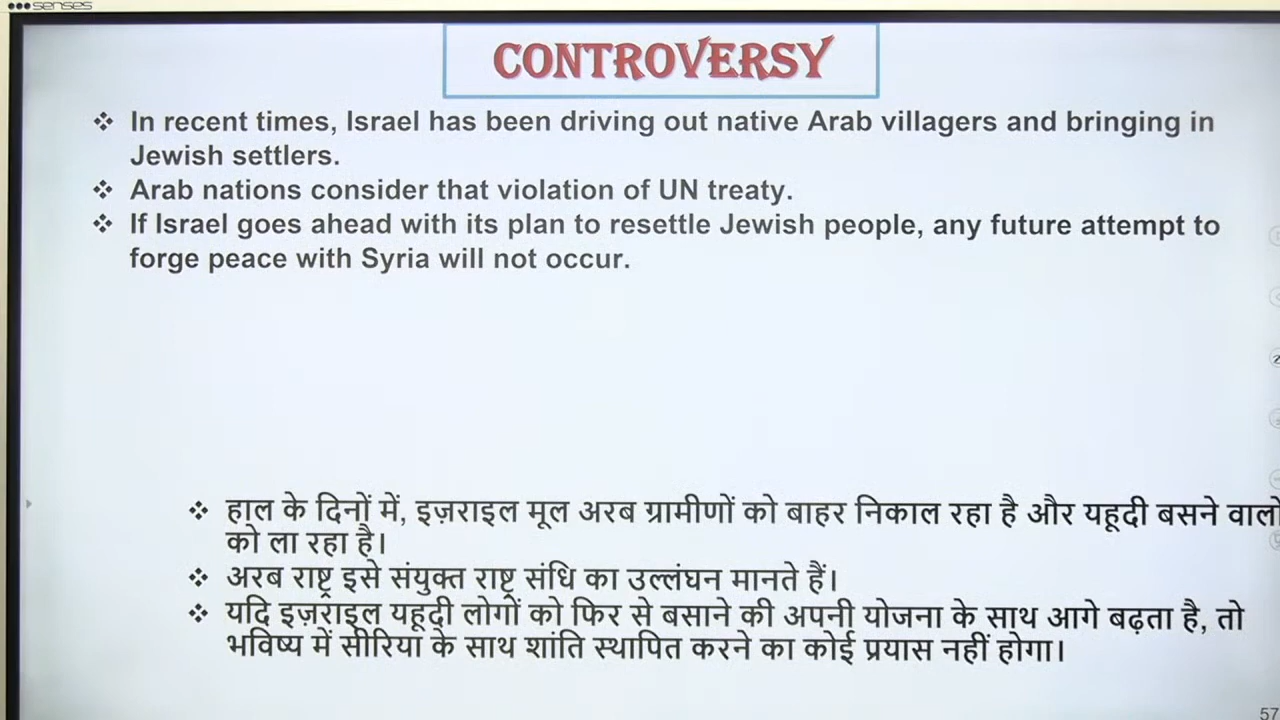 senses
CONTROVERSY
❖ In recent times, Israel has been driving out native Arab villagers and bringing in
Jewish settlers.
❖ Arab nations consider that violation of UN treaty.
❖ If Israel goes ahead with its plan to resettle Jewish people, any future attempt to
forge peace with Syria will not occur.
❖ हाल के दिनों में, इज़राइल मूल अरब ग्रामीणों को बाहर निकाल रहा है और यहूदी बसने वालों
को ला रहा है।
❖ अरब राष्ट्र इसे संयुक्त राष्ट्र संधि का उल्लंघन मानते हैं।
❖ यदि इज़राइल यहूदी लोगों को फिर से बसाने की अपनी योजना के साथ आगे बढ़ता है, तो
भविष्य में सीरिया के साथ शांति स्थापित करने का कोई प्रयास नहीं होगा।
57